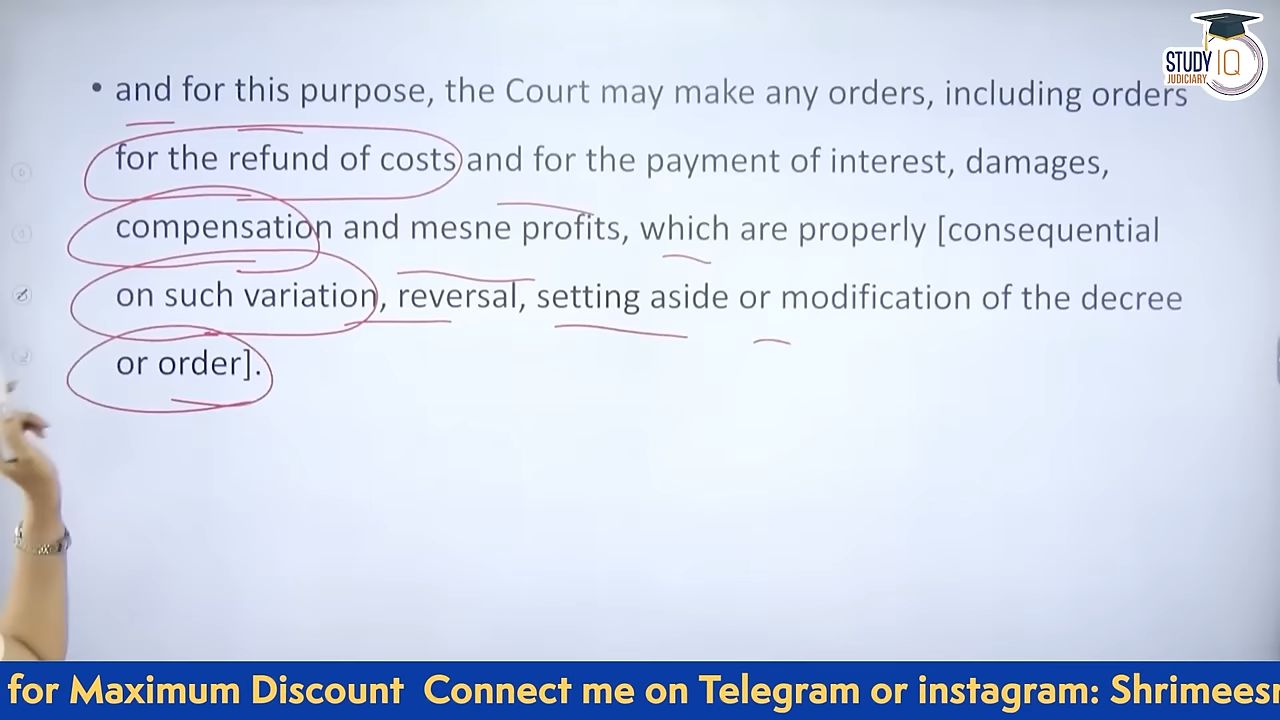 STUDY IQ
JUDICIARY
• and for this purpose, the Court may make any orders, including orders
for the refund of costs and for the payment of interest, damages,
compensation and mesne profits, which are properly [consequential
on such variation, reversal, setting aside or modification of the decree
or order].
for Maximum Discount Connect me on Telegram or instagram: Shrimees